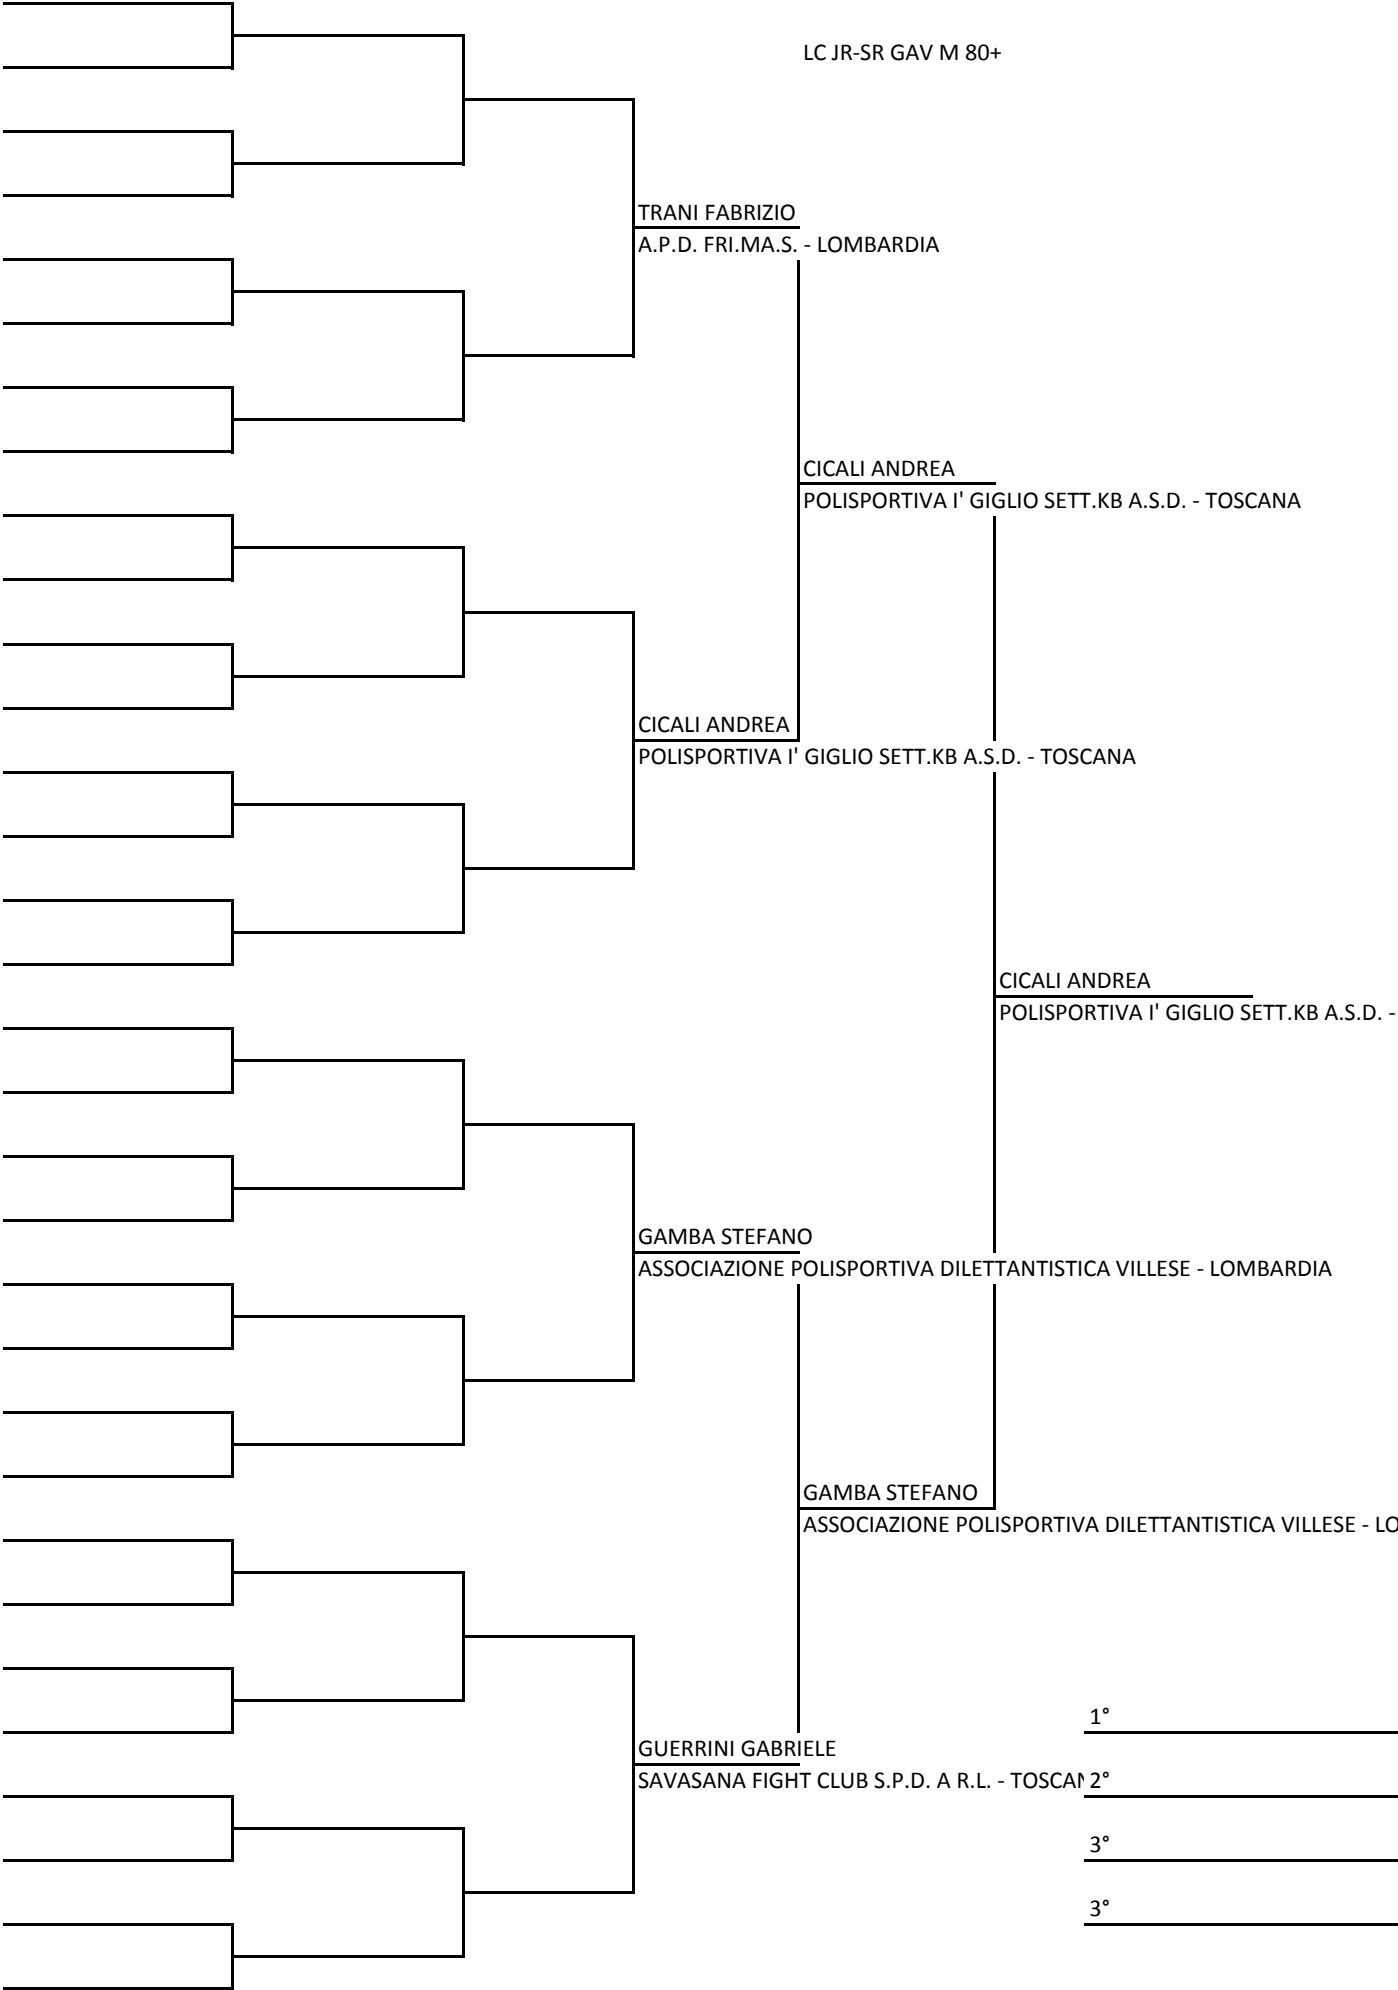 LC JR-SR GAV M 80+
TRANI FABRIZIO
A.P.D. FRI.MA.S. - LOMBARDIA
CICALI ANDREA
POLISPORTIVA I' GIGLIO SETT.KB A.S.D. - TOSCANA
CICALI ANDREA
POLISPORTIVA I' GIGLIO SETT.KB A.S.D. - TOSCANA
CICALI ANDREA
POLISPORTIVA I' GIGLIO SETT.KB A.S.D. -
GAMBA STEFANO
ASSOCIAZIONE POLISPORTIVA DILETTANTISTICA VILLESE - LOMBARDIA
GAMBA STEFANO
ASSOCIAZIONE POLISPORTIVA DILETTANTISTICA VILLESE - LO
1°
GUERRINI GABRIELE
SAVASANA FIGHT CLUB S.P.D. A R.L. - TOSCAN
2°
3°
3°